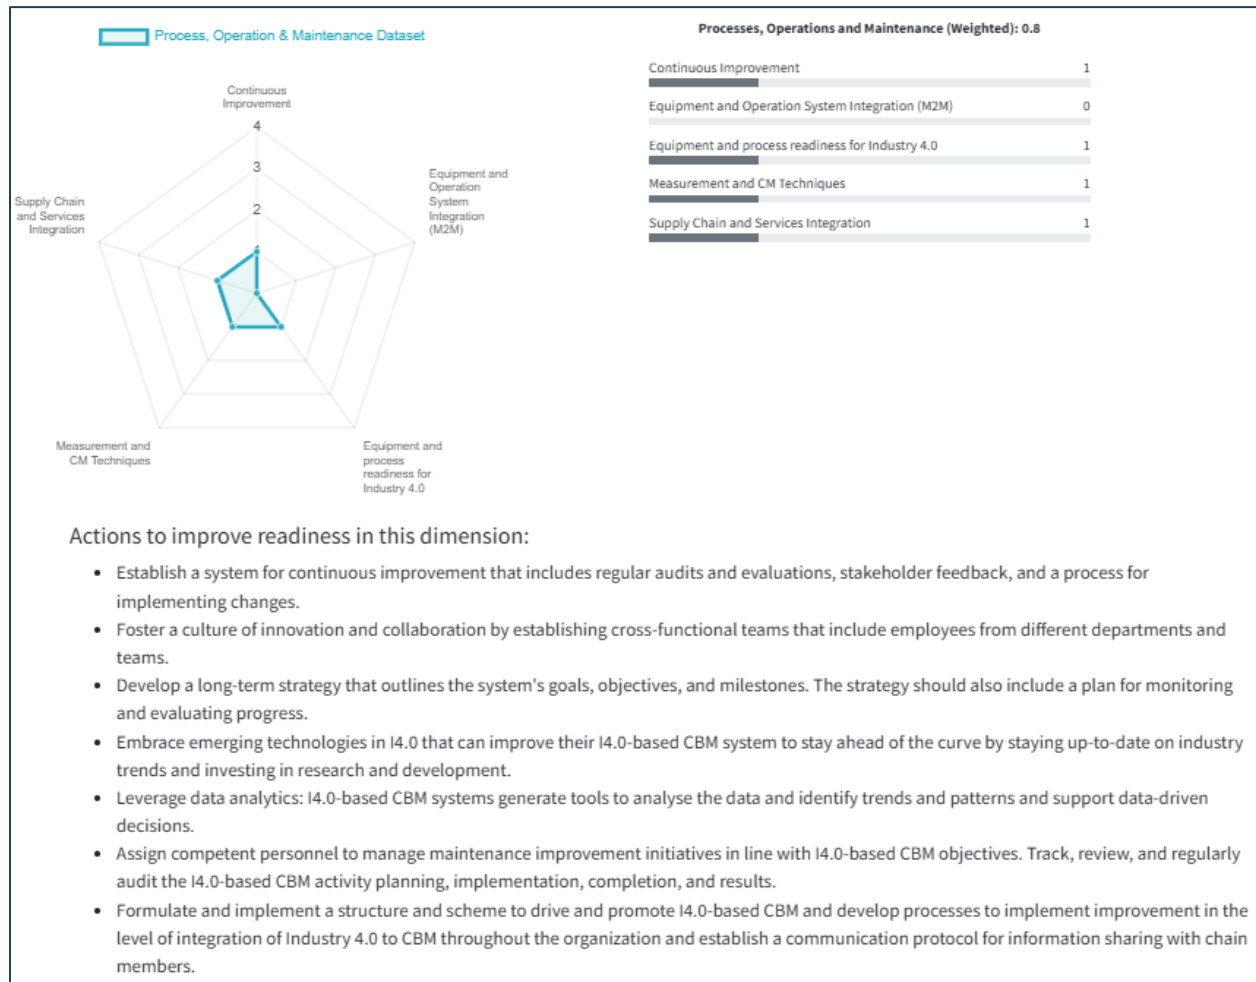 Process, Operation & Maintenance Dataset
Continuous
Improvement
4
3
2
1
Equipment and
Operation
System
Integration
(M2M)
Supply Chain
and Services
Integration
Measurement and
CM Techniques
Equipment and
process
readiness for
Industry 4.0
Processes, Operations and Maintenance (Weighted): 0.8
Continuous Improvement 1
Equipment and Operation System Integration (M2M) 0
Equipment and process readiness for Industry 4.0 1
Measurement and CM Techniques 1
Supply Chain and Services Integration 1
Actions to improve readiness in this dimension:
• Establish a system for continuous improvement that includes regular audits and evaluations, stakeholder feedback, and a process for
implementing changes.
• Foster a culture of innovation and collaboration by establishing cross-functional teams that include employees from different departments and
teams.
• Develop a long-term strategy that outlines the system's goals, objectives, and milestones. The strategy should also include a plan for monitoring
and evaluating progress.
• Embrace emerging technologies in I4.0 that can improve their I4.0-based CBM system to stay ahead of the curve by staying up-to-date on industry
trends and investing in research and development.
• Leverage data analytics: I4.0-based CBM systems generate tools to analyse the data and identify trends and patterns and support data-driven
decisions.
• Assign competent personnel to manage maintenance improvement initiatives in line with I4.0-based CBM objectives. Track, review, and regularly
audit the I4.0-based CBM activity planning, implementation, completion, and results.
• Formulate and implement a structure and scheme to drive and promote I4.0-based CBM and develop processes to implement improvement in the
level of integration of Industry 4.0 to CBM throughout the organization and establish a communication protocol for information sharing with chain
members.